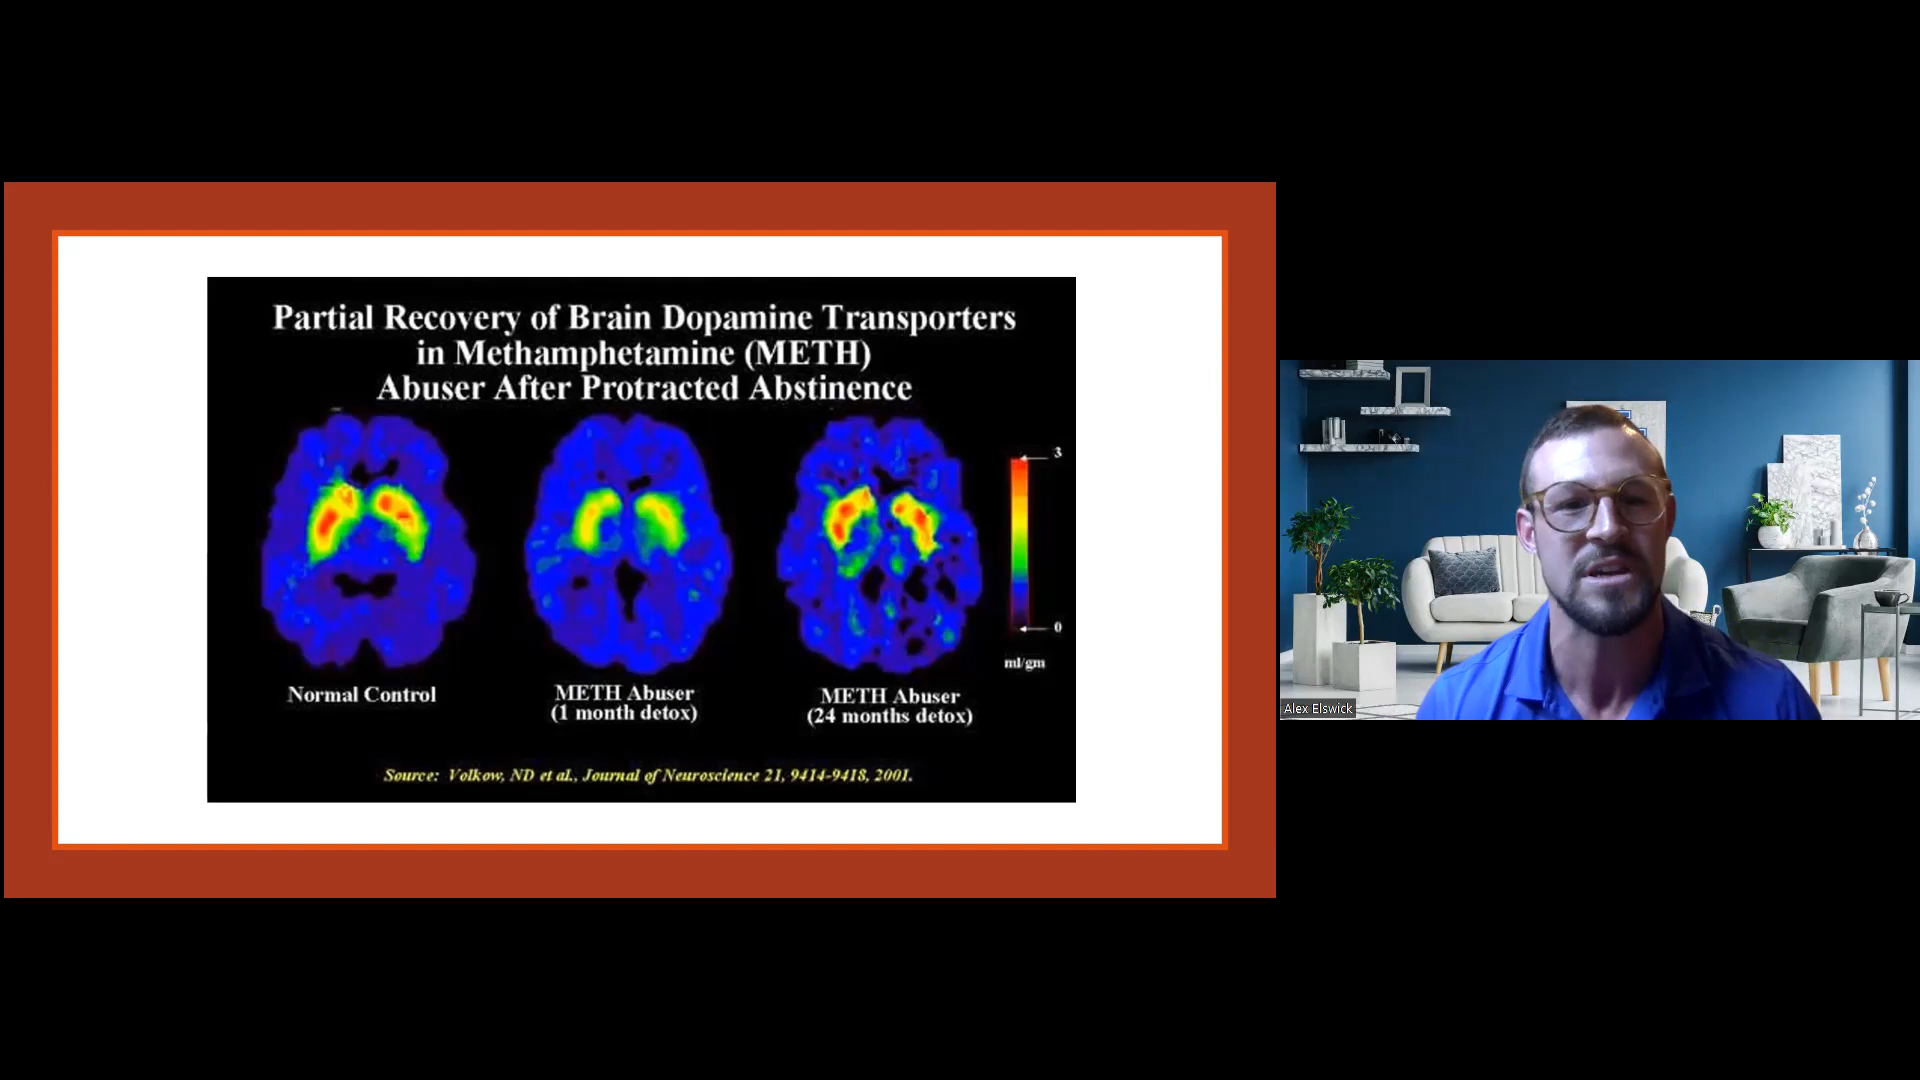 Partial Recovery of Brain Dopamine Transporters
in Methamphetamine (METH)
Abuser After Protracted Abstinence
3
0
ml/gm
Normal Control
METH Abuser
(1 month detox)
METH Abuser
(24 months detox)
Source: Volkow, ND et al., Journal of Neuroscience 21, 9414-9418, 2001.
Alex Elswick